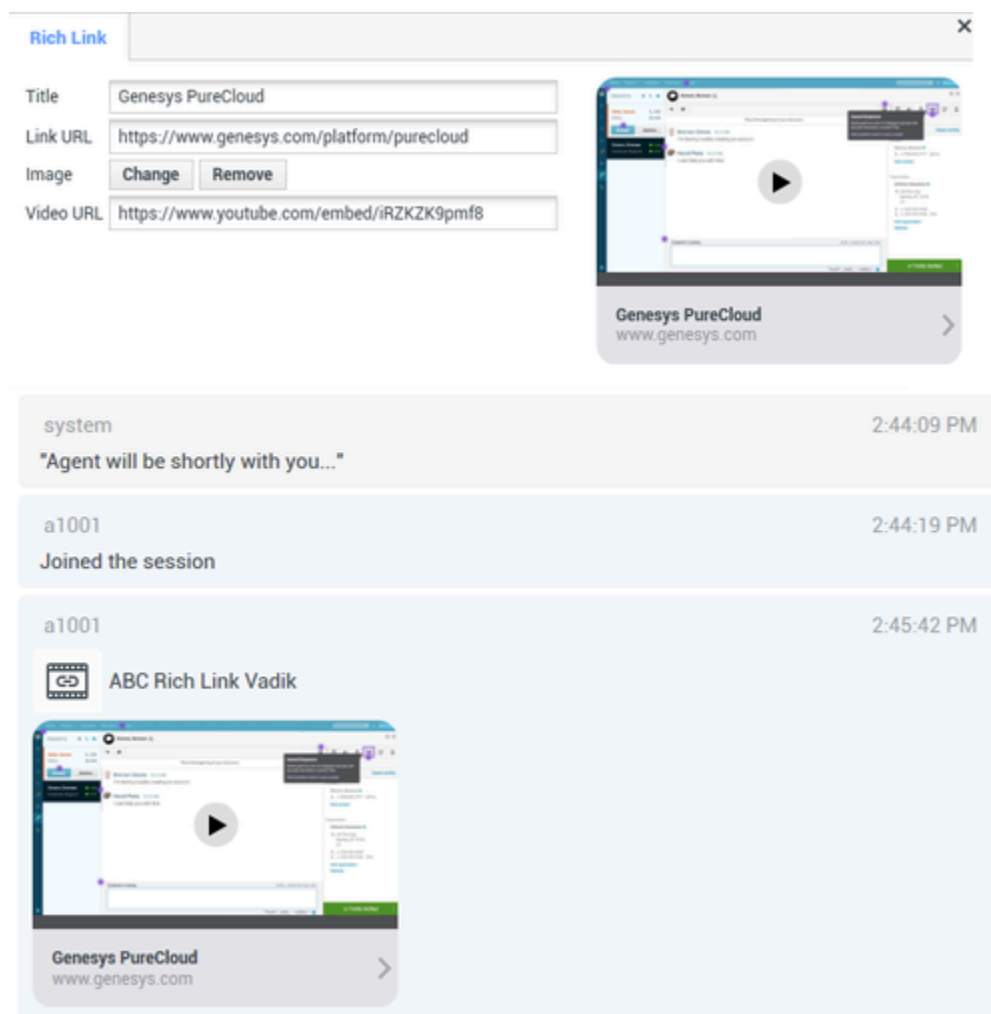 Rich Link
Title Genesys PureCloud
Link URL https://www.genesys.com/platform/purecloud
Image Change Remove
Video URL https://www.youtube.com/embed/iRZKZK9pmf8
Genesys PureCloud
www.genesys.com
system 2:44:09 PM
"Agent will be shortly with you..."
a1001 2:44:19 PM
Joined the session
a1001 2:45:42 PM
ABC Rich Link Vadik
Genesys PureCloud
www.genesys.com